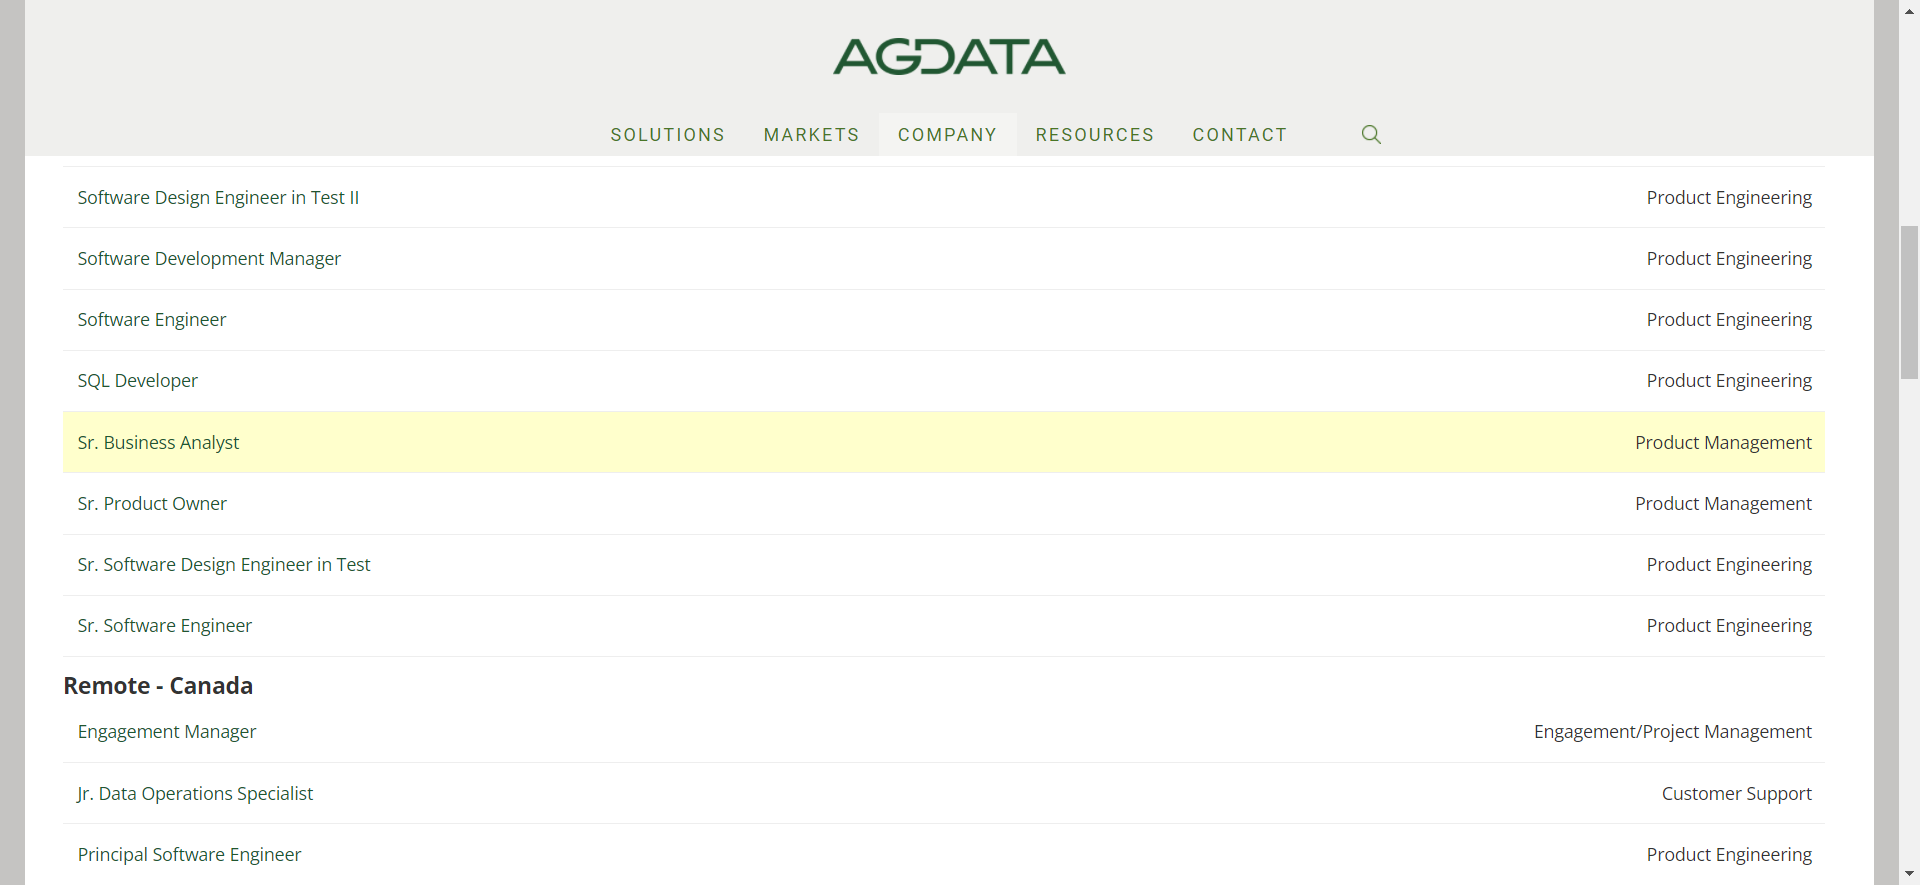 AGDATA
SOLUTIONS MARKETS COMPANY RESOURCES CONTACT
Software Design Engineer in Test II Product Engineering
Software Development Manager Product Engineering
Software Engineer Product Engineering
SQL Developer Product Engineering
Sr. Business Analyst Product Management
Sr. Product Owner Product Management
Sr. Software Design Engineer in Test Product Engineering
Sr. Software Engineer Product Engineering
Remote - Canada
Engagement Manager Engagement/Project Management
Jr. Data Operations Specialist Customer Support
Principal Software Engineer Product Engineering